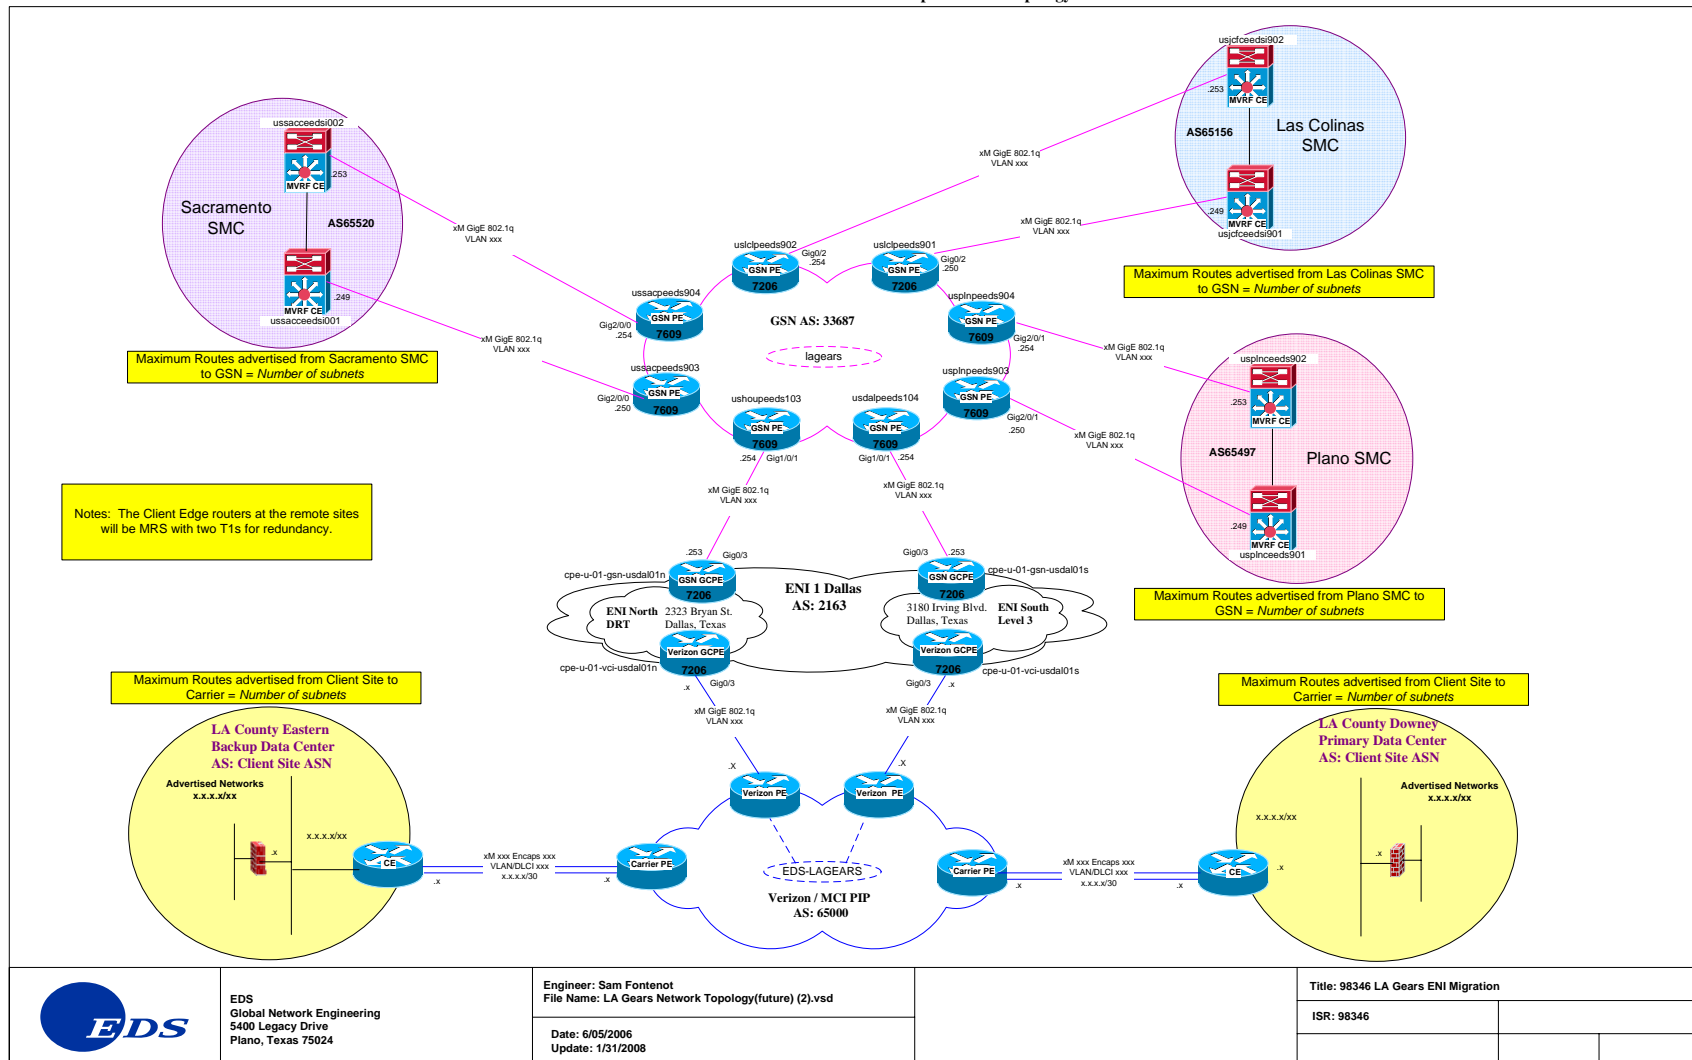 usjcfceedsi902
.253
MVRF CE
AS65156
Las Colinas
SMC
.249
MVRF CE
usjcfceedsi901
Maximum Routes advertised from Las Colinas SMC
to GSN = Number of subnets
ussacceedsi002
.253
MVRF CE
Sacramento
SMC
AS65520
.249
MVRF CE
ussacceedsi001
Maximum Routes advertised from Sacramento SMC
to GSN = Number of subnets
xM GigE 802.1q
VLAN xxx
xM GigE 802.1q
VLAN xxx
xM GigE 802.1q
VLAN xxx
xM GigE 802.1q
VLAN xxx
uslclpeeds902
Gig0/2
.254
GSN PE
7206
uslclpeeds901
Gig0/2
.250
GSN PE
7206
ussacpeeds904
GSN PE
7609
Gig2/0/0
.254
GSN AS: 33687
lagears
usplnpeeds904
GSN PE
7609
Gig2/0/1
.254
ussacpeeds903
GSN PE
7609
Gig2/0/0
.250
usplnpeeds903
GSN PE
7609
Gig2/0/1
.250
ushoupeeds103
GSN PE
7609
.254
Gig1/0/1
usdalpeeds104
GSN PE
7609
Gig1/0/1
.254
xM GigE 802.1q
VLAN xxx
xM GigE 802.1q
VLAN xxx
usplnceeds902
.253
MVRF CE
AS65497
Plano SMC
.249
MVRF CE
usplnceeds901
Maximum Routes advertised from Plano SMC to
GSN = Number of subnets
Notes: The Client Edge routers at the remote sites
will be MRS with two T1s for redundancy.
xM GigE 802.1q
VLAN xxx
xM GigE 802.1q
VLAN xxx
.253
Gig0/3
cpe-u-01-gsn-usdal01n
GSN GCPE
7206
Gig0/3
.253
cpe-u-01-gsn-usdal01s
GSN GCPE
7206
ENI 1 Dallas
AS: 2163
ENI North
DRT
2323 Bryan St.
Dallas, Texas
3180 Irving Blvd.
Dallas, Texas
ENI South
Level 3
Verizon GCPE
7206
cpe-u-01-vci-usdal01n
Gig0/3
.x
Verizon GCPE
7206
cpe-u-01-vci-usdal01s
Gig0/3
.x
xM GigE 802.1q
VLAN xxx
xM GigE 802.1q
VLAN xxx
.X
.X
Verizon PE
Verizon PE
Maximum Routes advertised from Client Site to
Carrier = Number of subnets
LA County Eastern
Backup Data Center
AS: Client Site ASN
Advertised Networks
x.x.x.x/xx
x.x.x.x/xx
.x
CE
.x
xM xxx Encaps xxx
VLAN/DLCI xxx
x.x.x.x/30
.x
Carrier PE
EDS-LAGEARS
Verizon / MCI PIP
AS: 65000
Carrier PE
.x
xM xxx Encaps xxx
VLAN/DLCI xxx
x.x.x.x/30
.x
CE
.x
Maximum Routes advertised from Client Site to
Carrier = Number of subnets
LA County Downey
Primary Data Center
AS: Client Site ASN
Advertised Networks
x.x.x.x/xx
x.x.x.x/xx
.x
EDS
EDS
Global Network Engineering
5400 Legacy Drive
Plano, Texas 75024
Engineer: Sam Fontenot
File Name: LA Gears Network Topology(future) (2).vsd
Date: 6/05/2006
Update: 1/31/2008
Title: 98346 LA Gears ENI Migration
ISR: 98346